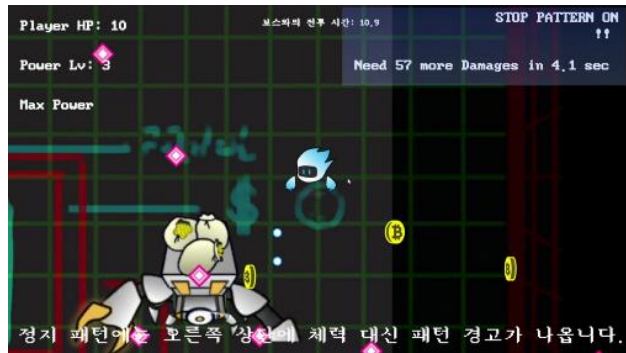 Player HP: 10
보스와의 전투 시간: 10.9
STOP PATTERN ON
!!
Power Lv: 3
Need 57 more Damages in 4.1 sec
Max Power
$
B
정지 패턴에는 오른쪽 상단에 체력 대신 패턴 경고가 나옵니다.